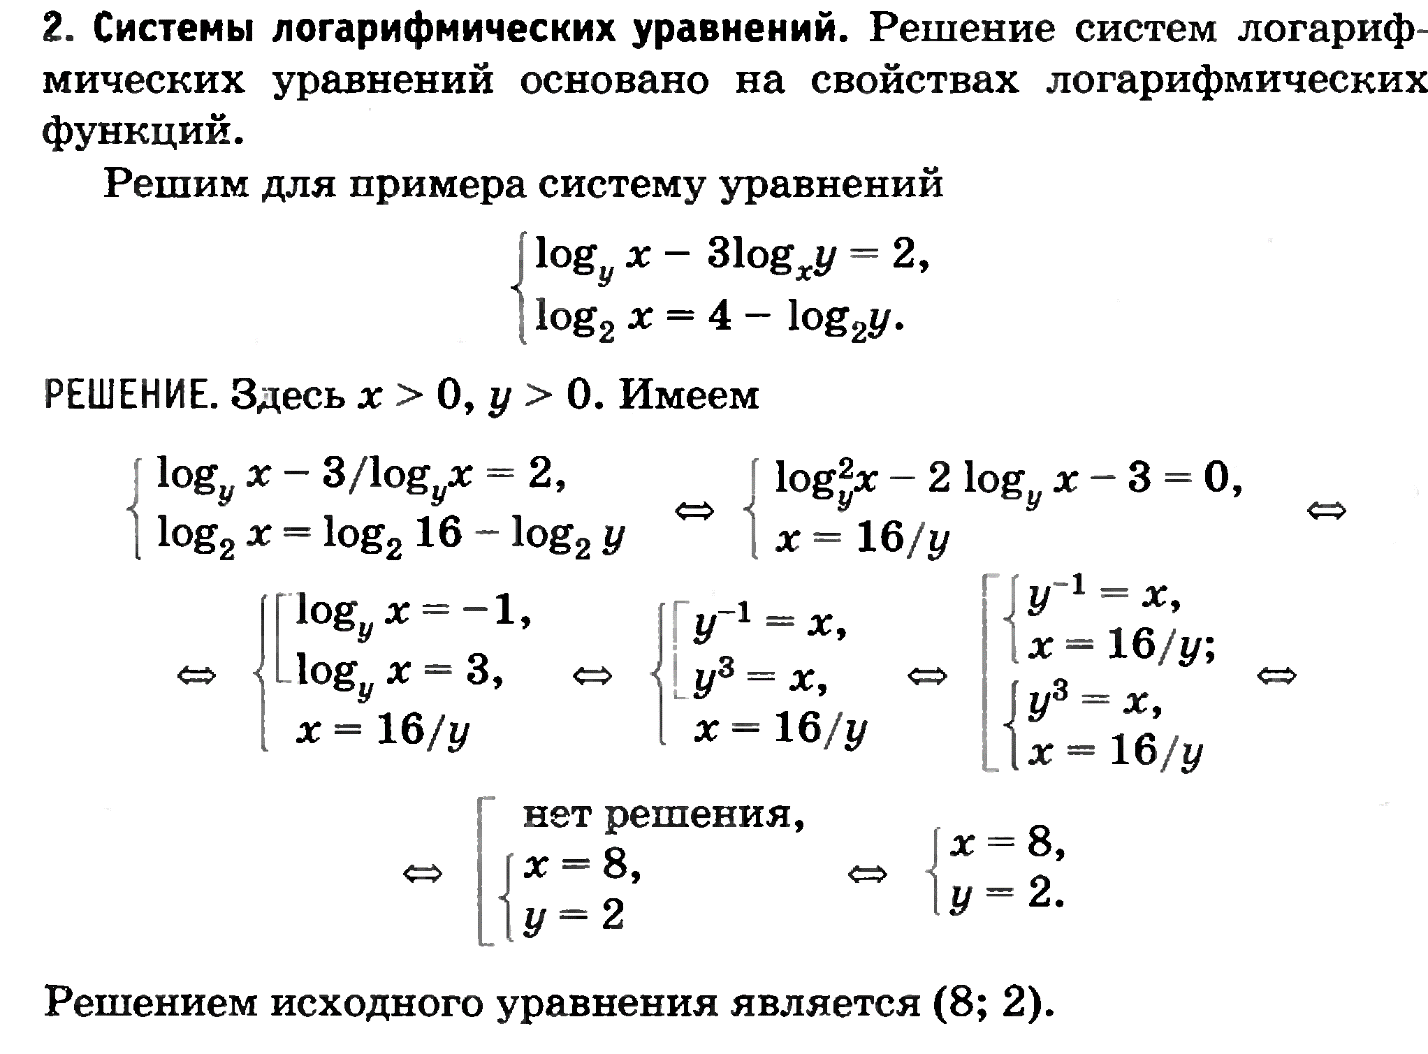 2. Системы логарифмических уравнений. Решение систем логариф-
мических уравнений основано на свойствах логарифмических
функций.
Решим для примера систему уравнений
log_y x − 3log_x y = 2,
log_2 x = 4 − log_2 y.
РЕШЕНИЕ. Здесь x > 0, y > 0. Имеем
{ log_y x − 3/log_y x = 2, log_2 x = log_2 16 − log_2 y ⇔ { log_y^2 x − 2 log_y x − 3 = 0, x = 16/y ⇔
⇔ { [ log_y x = −1, log_y x = 3, x = 16/y ⇔ { [ y^−1 = x, y^3 = x, x = 16/y ⇔ [ { y^−1 = x, x = 16/y; { y^3 = x, x = 16/y ⇔
⇔ [ нет решения, { x = 8, y = 2 ⇔ { x = 8, y = 2.
Решением исходного уравнения является (8; 2).